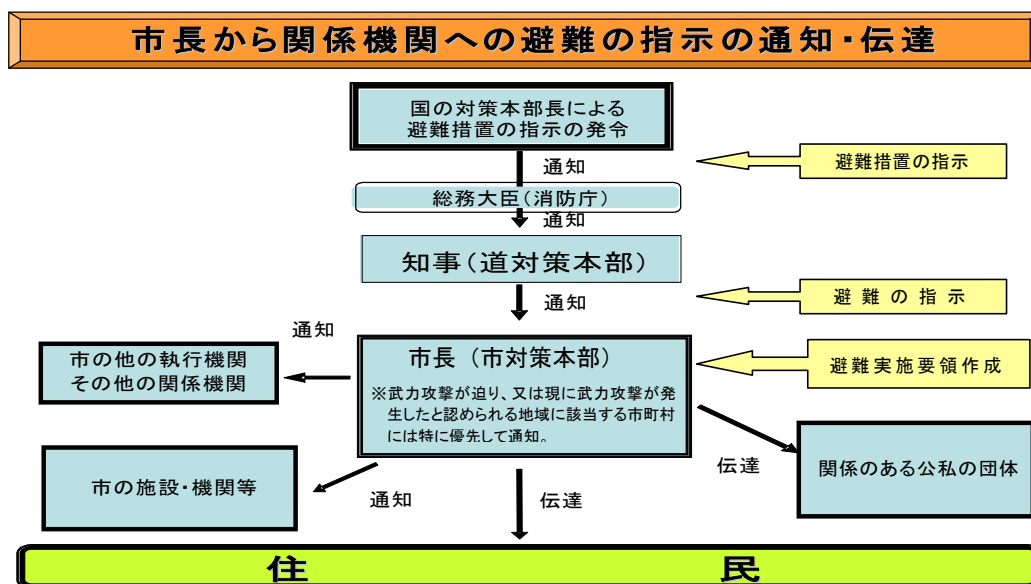 市長から関係機関への避難の指示の通知・伝達
国の対策本部長による
避難措置の指示の発令
通知
避難措置の指示
総務大臣(消防庁)
通知
知事(道対策本部)
通知
避難の指示
通知
市の他の執行機関
その他の関係機関
市長(市対策本部)
※武力攻撃が迫り、又は現に武力攻撃が発
生したと認められる地域に該当する市町村
には特に優先して通知。
避難実施要領作成
市の施設・機関等
通知
伝達
伝達
関係のある公私の団体
住民